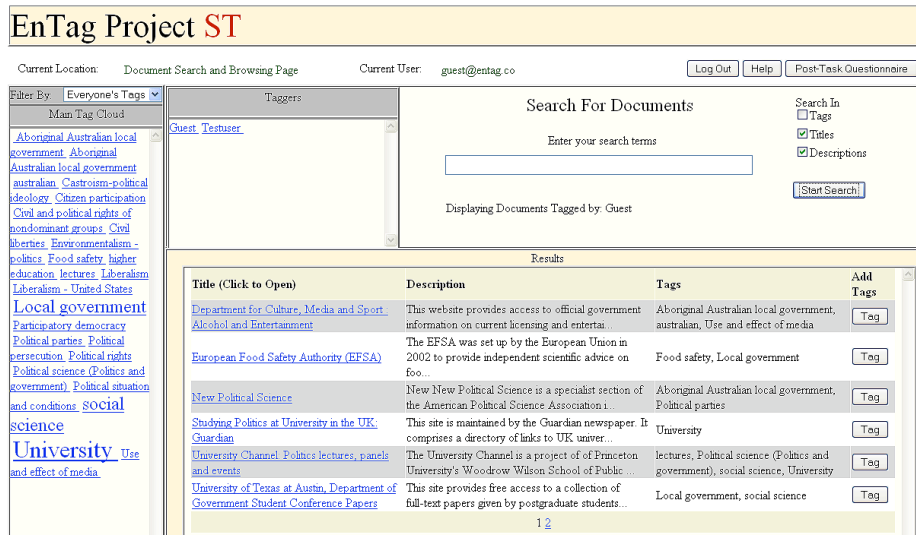 EnTag Project ST
Current Location: Document Search and Browsing Page Current User: guest@entag.co Log Out Help Post-Task Questionnaire
Filter By: Everyone's Tags
Main Tag Cloud
Aboriginal Australian local
government Aboriginal
Australian local government
australian Castroism-political
ideology Citizen participation
Civil and political rights of
nondominant groups Civil
liberties Environmentalism -
politics Food safety higher
education lectures Liberalism
Liberalism - United States
Local government
Participatory democracy
Political parties Political
persecution Political rights
Political science (Politics and
government) Political situation
and conditions social
science
University Use
and effect of media
Taggers
Guest Testuser
Search For Documents
Enter your search terms
Displaying Documents Tagged by: Guest
Search In
Tags
Titles
Descriptions
Start Search
Results
Title (Click to Open) Description Tags Add
Tags
Department for Culture, Media and Sport
Alcohol and Entertainment
This website provides access to official government
information on current licensing and entertai...
Aboriginal Australian local government,
australian, Use and effect of media
Tag
European Food Safety Authority (EFSA)
The EFSA was set up by the European Union in
2002 to provide independent scientific advice on
foo...
Food safety, Local government
Tag
New Political Science
New New Political Science is a specialist section of
the American Political Science Association i...
Aboriginal Australian local government,
Political parties
Tag
Studying Politics at University in the UK:
Guardian
This site is maintained by the Guardian newspaper. It
comprises a directory of links to UK univer...
University
Tag
University Channel: Politics lectures, panels
and events
The University Channel is a project of of Princeton
University's Woodrow Wilson School of Public ...
lectures, Political science (Politics and
government), social science, University
Tag
University of Texas at Austin, Department of
Government Student Conference Papers
This site provides free access to a collection of
full-text papers given by postgraduate students...
Local government, social science
Tag
1 2